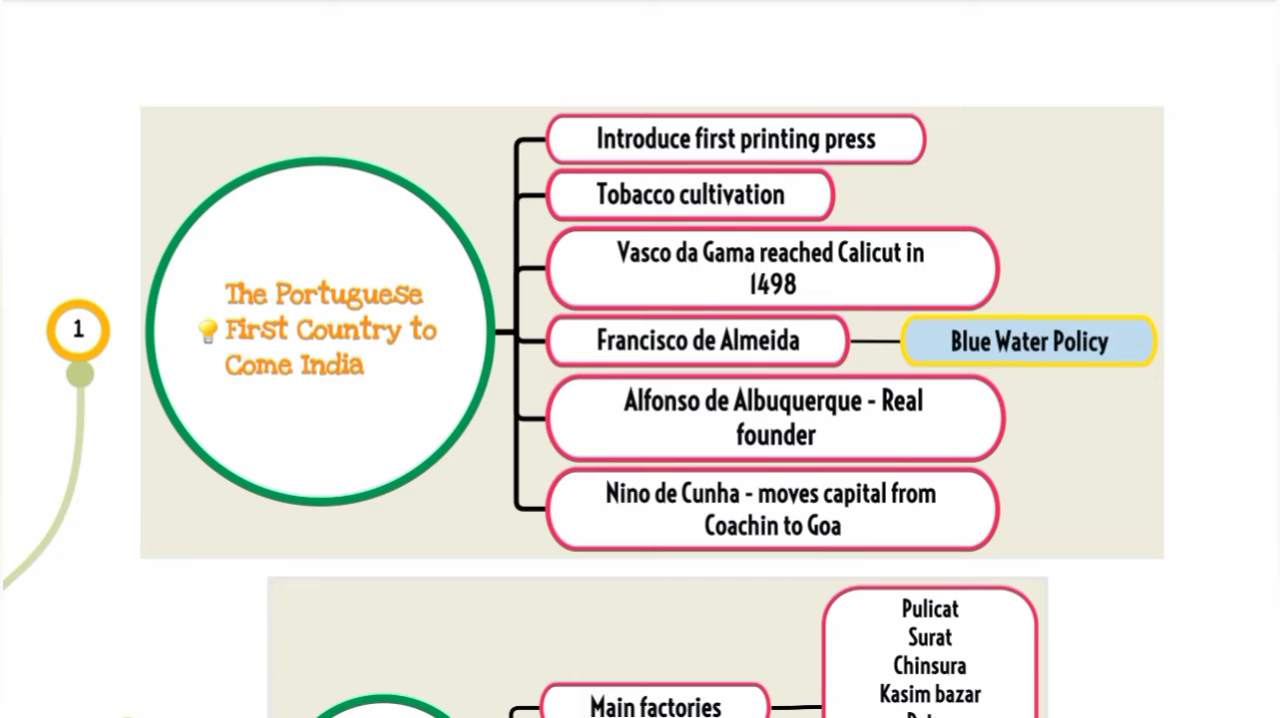 1
The Portuguese
First Country to
Come India
Introduce first printing press
Tobacco cultivation
Vasco da Gama reached Calicut in
1498
Francisco de Almeida
Blue Water Policy
Alfonso de Albuquerque - Real
founder
Nino de Cunha - moves capital from
Coachin to Goa
Main factories
Pulicat
Surat
Chinsura
Kasim bazar